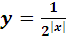 y = 1/2^|x|